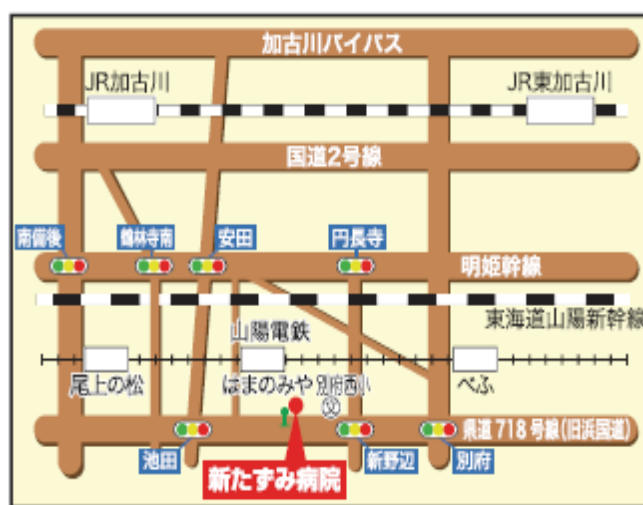 加古川バイパス
JR加古川
JR東加古川
国道2号線
南備後
鶴林寺南
安田
円長寺
明姫幹線
東海道山陽新幹線
山陽電鉄
尾上の松
はまのみや
別府西小
べふ
文
県道718号線(旧浜国道)
池田
新野辺
別府
新たずみ病院